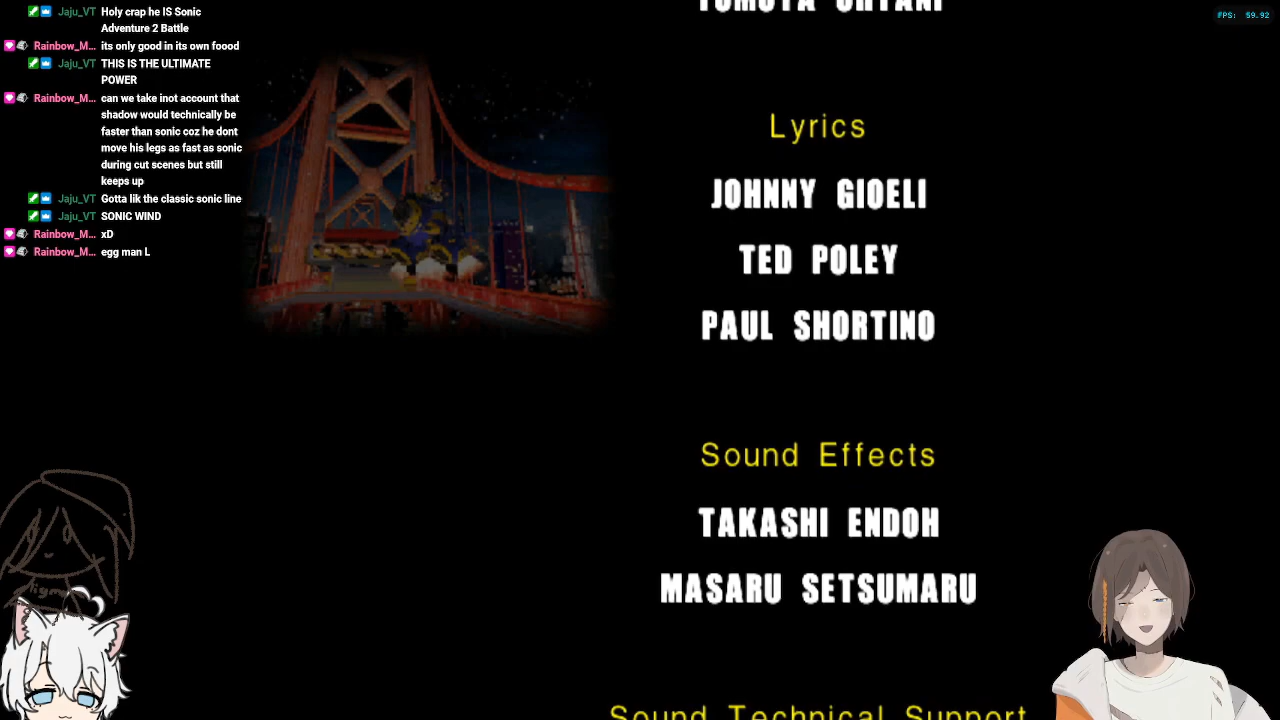 Jaju_VT Holy crap he IS Sonic
Adventure 2 Battle
Rainbow_M... its only good in its own foood
Jaju_VT THIS IS THE ULTIMATE
POWER
Rainbow_M... can we take inot account that
shadow would technically be
faster than sonic coz he dont
move his legs as fast as sonic
during cut scenes but still
keeps up
Jaju_VT Gotta lik the classic sonic line
Jaju_VT SONIC WIND
Rainbow_M... xD
Rainbow_M... egg man L
FPS: 59.92
Lyrics
JOHNNY GIOELI
TED POLEY
PAUL SHORTINO
Sound Effects
TAKASHI ENDOH
MASARU SETSUMARU
Sound Technical Support